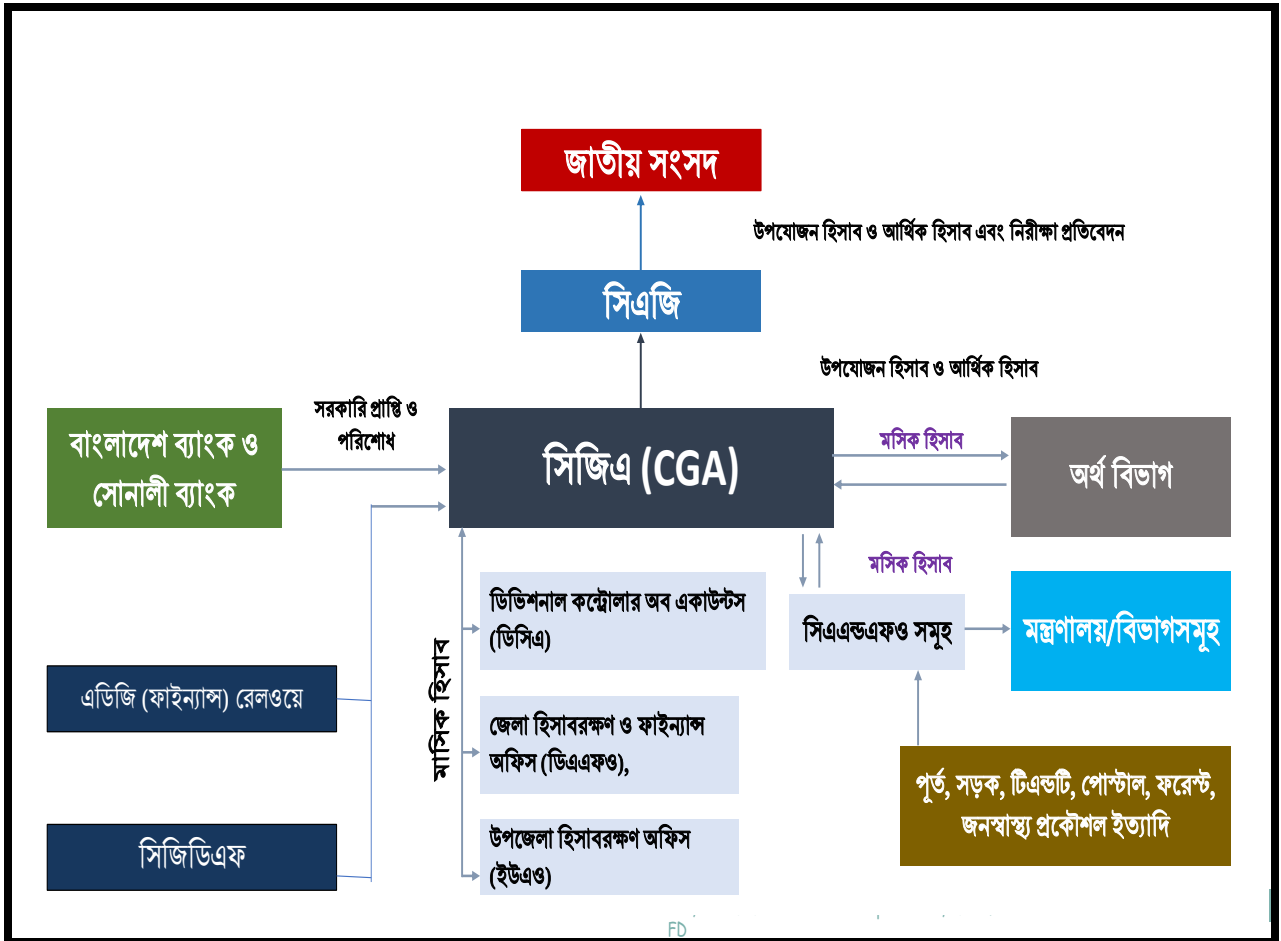 জাতীয় সংসদ
উপযোজন হিসাব ও আর্থিক হিসাব এবং নিরীক্ষা প্রতিবেদন
সিএজি
উপযোজন হিসাব ও আর্থিক হিসাব
সরকারি প্রাপ্তি ও
পরিশোধ
বাংলাদেশ ব্যাংক ও
সোনালী ব্যাংক
সিজিএ (CGA)
মসিক হিসাব
অর্থ বিভাগ
মসিক হিসাব
ডিভিশনাল কন্ট্রোলার অব একাউন্টস
(ডিসিএ)
সিএএন্ডএফও সমূহ
মন্ত্রণালয়/বিভাগসমূহ
মাসিক হিসাব
এডিজি (ফাইন্যান্স) রেলওয়ে
জেলা হিসাবরক্ষণ ও ফাইন্যান্স
অফিস (ডিএএফও),
পূর্ত, সড়ক, টিএন্ডটি, পোস্টাল, ফরেস্ট,
জনস্বাস্থ্য প্রকৌশল ইত্যাদি
সিজিডিএফ
উপজেলা হিসাবরক্ষণ অফিস
(ইউএও)
FD